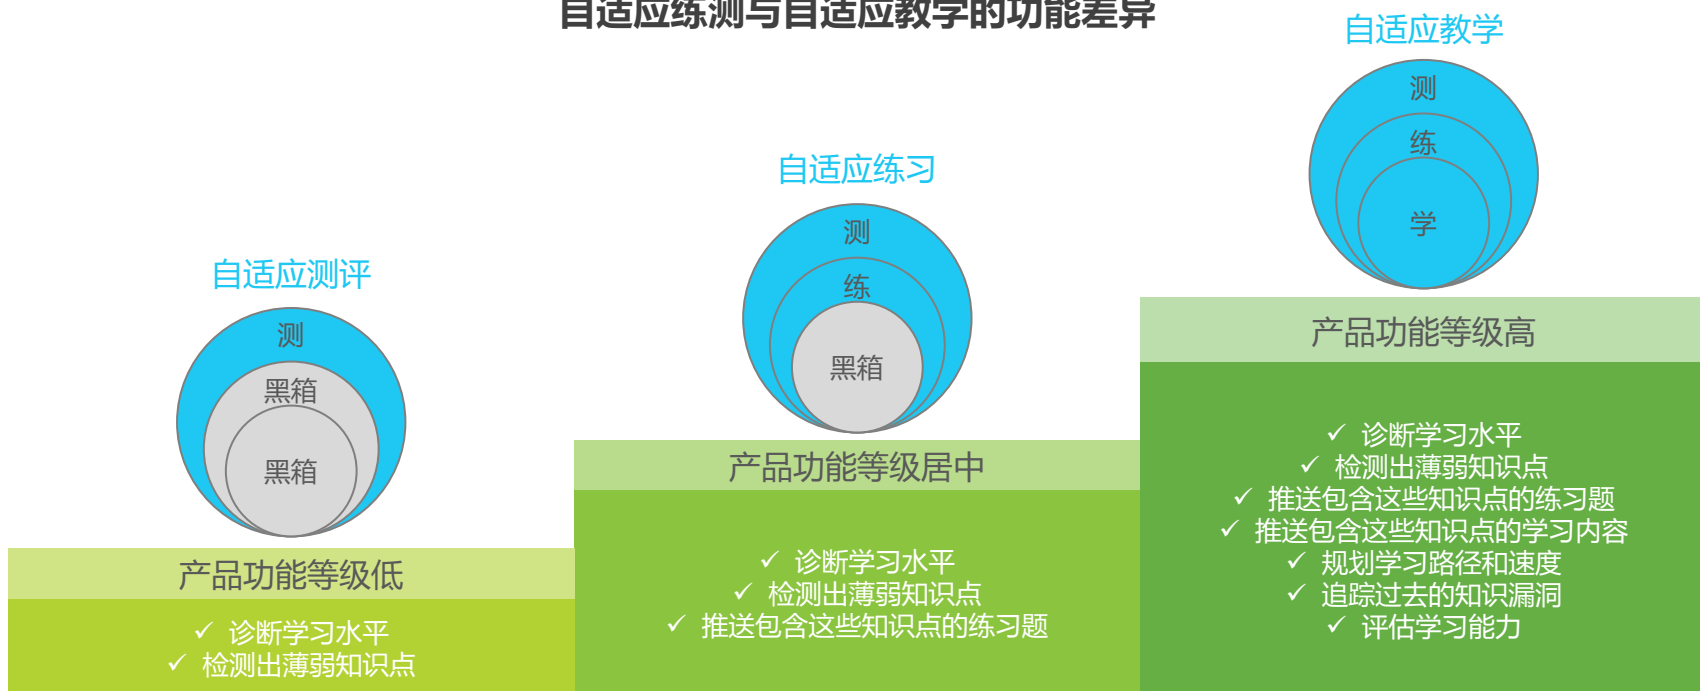 自适应练测与自适应教学的功能差异
自适应测评
测
黑箱
黑箱
产品功能等级低
✓ 诊断学习水平
✓ 检测出薄弱知识点
自适应练习
测
练
黑箱
产品功能等级居中
✓ 诊断学习水平
✓ 检测出薄弱知识点
✓ 推送包含这些知识点的练习题
自适应教学
测
练
学
产品功能等级高
✓ 诊断学习水平
✓ 检测出薄弱知识点
✓ 推送包含这些知识点的练习题
✓ 推送包含这些知识点的学习内容
✓ 规划学习路径和速度
✓ 追踪过去的知识漏洞
✓ 评估学习能力